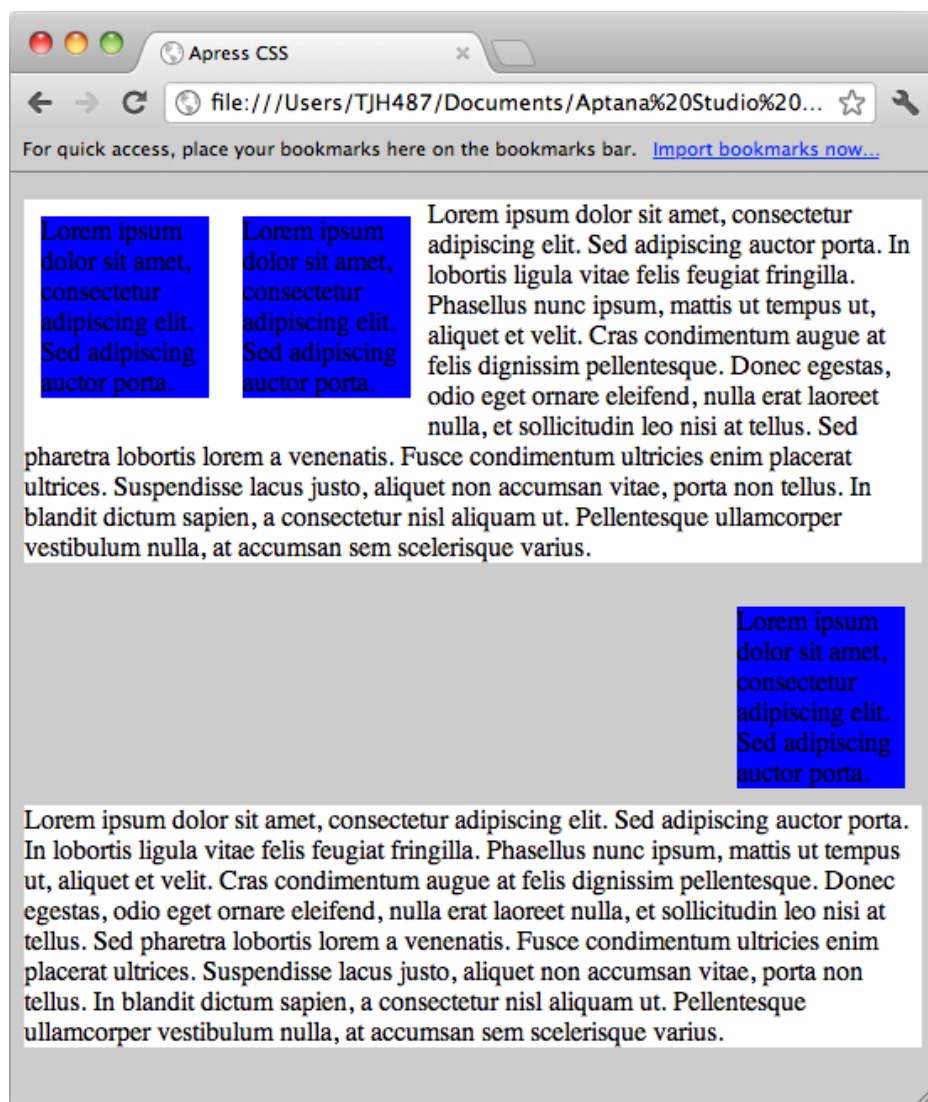 Apress CSS
file:///Users/TJH487/Documents/Aptana%20Studio%20...
For quick access, place your bookmarks here on the bookmarks bar. Import bookmarks now...
Lorem ipsum
dolor sit amet,
consectetur
adipiscing elit.
Sed adipiscing
auctor porta.
Lorem ipsum
dolor sit amet,
consectetur
adipiscing elit.
Sed adipiscing
auctor porta.
Lorem ipsum dolor sit amet, consectetur
adipiscing elit. Sed adipiscing auctor porta. In
lobortis ligula vitae felis feugiat fringilla.
Phasellus nunc ipsum, mattis ut tempus ut,
aliquet et velit. Cras condimentum augue at
felis dignissim pellentesque. Donec egestas,
odio eget ornare eleifend, nulla erat laoreet
nulla, et sollicitudin leo nisi at tellus. Sed
pharetra lobortis lorem a venenatis. Fusce condimentum ultricies enim placerat
ultrices. Suspendisse lacus justo, aliquet non accumsan vitae, porta non tellus. In
blandit dictum sapien, a consectetur nisl aliquam ut. Pellentesque ullamcorper
vestibulum nulla, at accumsan sem scelerisque varius.
Lorem ipsum
dolor sit amet,
consectetur
adipiscing elit.
Sed adipiscing
auctor porta.
Lorem ipsum dolor sit amet, consectetur adipiscing elit. Sed adipiscing auctor porta.
In lobortis ligula vitae felis feugiat fringilla. Phasellus nunc ipsum, mattis ut tempus
ut, aliquet et velit. Cras condimentum augue at felis dignissim pellentesque. Donec
egestas, odio eget ornare eleifend, nulla erat laoreet nulla, et sollicitudin leo nisi at
tellus. Sed pharetra lobortis lorem a venenatis. Fusce condimentum ultricies enim
placerat ultrices. Suspendisse lacus justo, aliquet non accumsan vitae, porta non
tellus. In blandit dictum sapien, a consectetur nisl aliquam ut. Pellentesque
ullamcorper vestibulum nulla, at accumsan sem scelerisque varius.